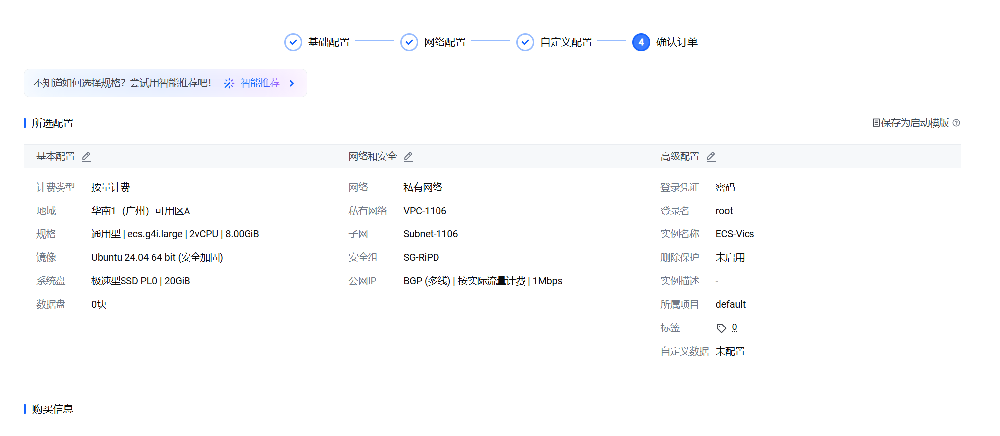 基础配置 网络配置 自定义配置 4 确认订单
不知道如何选择规格？尝试用智能推荐吧！ 智能推荐
所选配置 保存为启动模版
基本配置 网络和安全 高级配置
计费类型 按量计费 网络 私有网络 登录凭证 密码
地域 华南1（广州）可用区A 私有网络 VPC-1106 登录名 root
规格 通用型 | ecs.g4i.large | 2vCPU | 8.00GiB 子网 Subnet-1106 实例名称 ECS-Vics
镜像 Ubuntu 24.04 64 bit (安全加固) 安全组 SG-RiPD 删除保护 未启用
系统盘 极速型SSD PL0 | 20GiB 公网IP BGP (多线) | 按实际流量计费 | 1Mbps 实例描述 -
数据盘 0块 所属项目 default
标签 0
自定义数据 未配置
购买信息